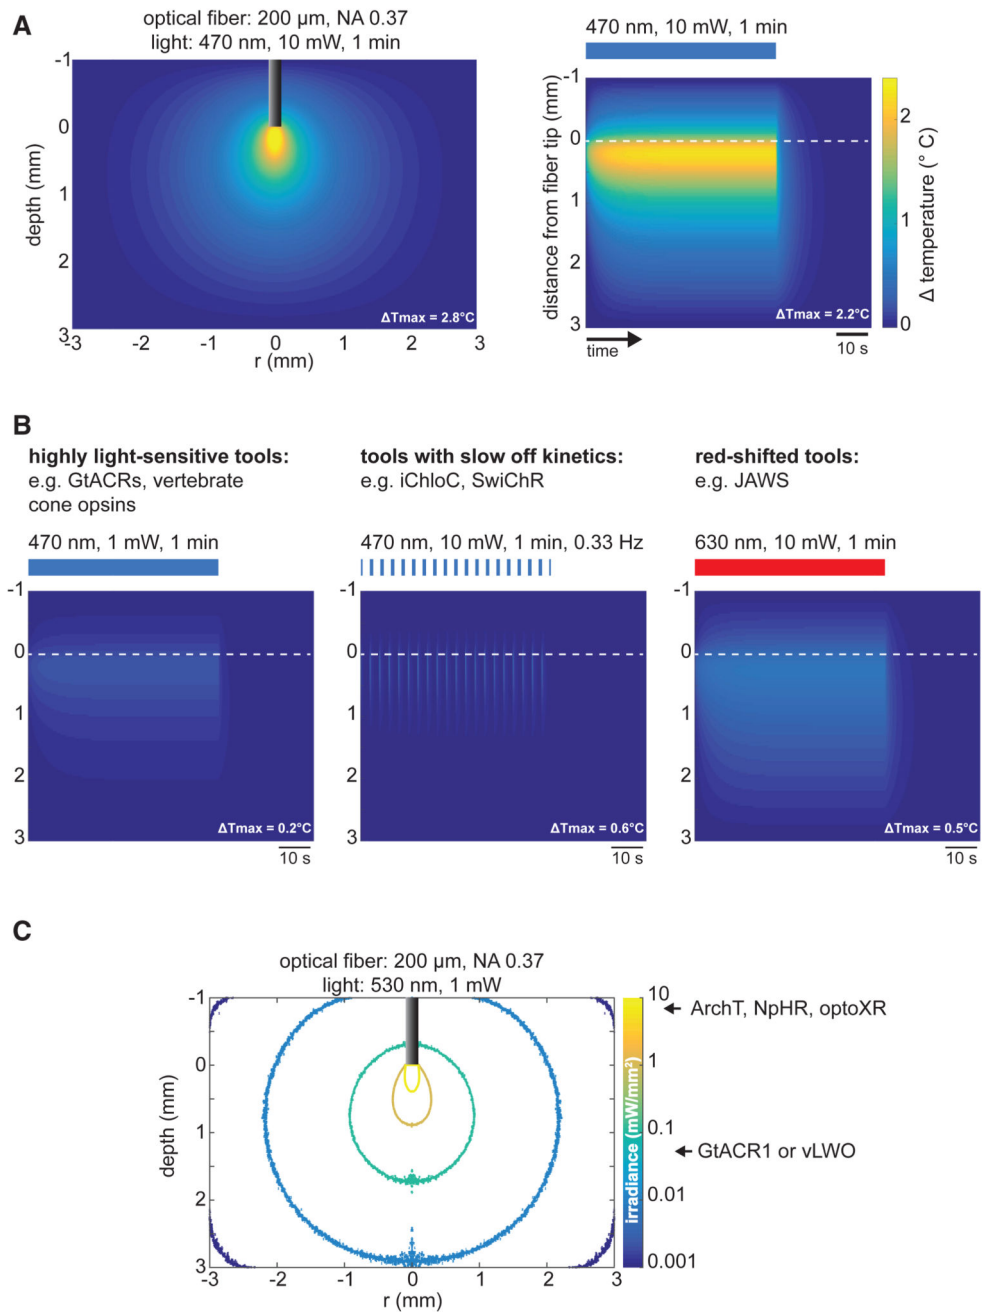 A
optical fiber: 200 μm, NA 0.37
light: 470 nm, 10 mW, 1 min
-1
0
1
2
3
depth (mm)
-3
-2
-1
0
1
2
3
r (mm)
ΔTmax = 2.8°C
470 nm, 10 mW, 1 min
-1
0
1
2
3
distance from fiber tip (mm)
ΔTmax = 2.2°C
time
10 s
2
1
0
Δ temperature (° C)
B
highly light-sensitive tools:
e.g. GtACRs, vertebrate
cone opsins
470 nm, 1 mW, 1 min
-1
0
1
2
3
ΔTmax = 0.2°C
10 s
tools with slow off kinetics:
e.g. iChloC, SwiChR
470 nm, 10 mW, 1 min, 0.33 Hz
-1
0
1
2
3
ΔTmax = 0.6°C
10 s
red-shifted tools:
e.g. JAWS
630 nm, 10 mW, 1 min
-1
0
1
2
3
ΔTmax = 0.5°C
10 s
C
optical fiber: 200 μm, NA 0.37
light: 530 nm, 1 mW
-1
0
1
2
3
depth (mm)
-3
-2
-1
0
1
2
3
r (mm)
10
1
0.1
0.01
0.001
irradiance (mW/mm²)
ArchT, NpHR, optoXR
GtACR1 or vLWO